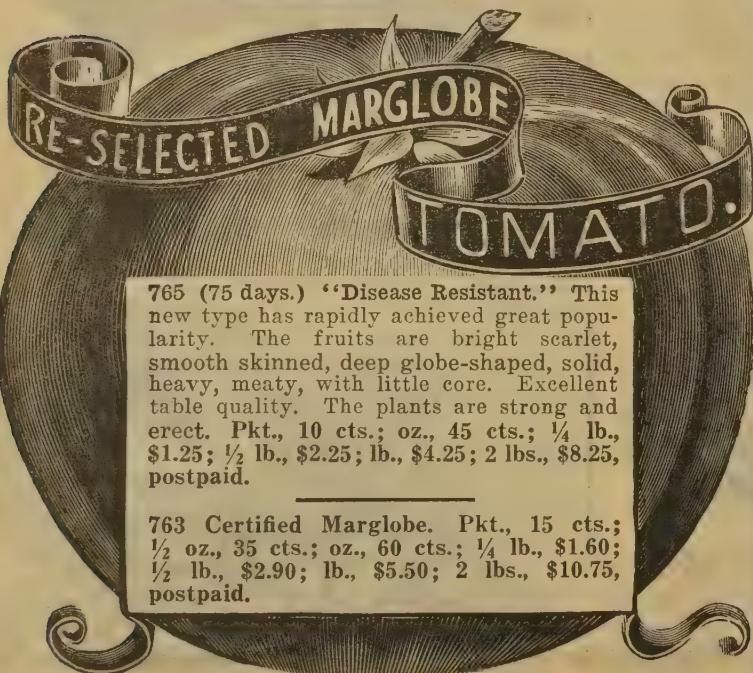 RE-SELECTED MARGLOBE
TOMATO.
765 (75 days.) “Disease Resistant.” This
new type has rapidly achieved great popu-
larity. The fruits are bright scarlet,
smooth skinned, deep globe-shaped, solid,
heavy, meaty, with little core. Excellent
table quality. The plants are strong and
erect. Pkt., 10 cts.; oz., 45 cts.; ¼ lb.,
$1.25; ½ lb., $2.25; lb., $4.25; 2 lbs., $8.25,
postpaid.
763 Certified Marglobe. Pkt., 15 cts.;
½ oz., 35 cts.; oz., 60 cts.; ¼ lb., $1.60;
½ lb., $2.90; lb., $5.50; 2 lbs., $10.75,
postpaid.